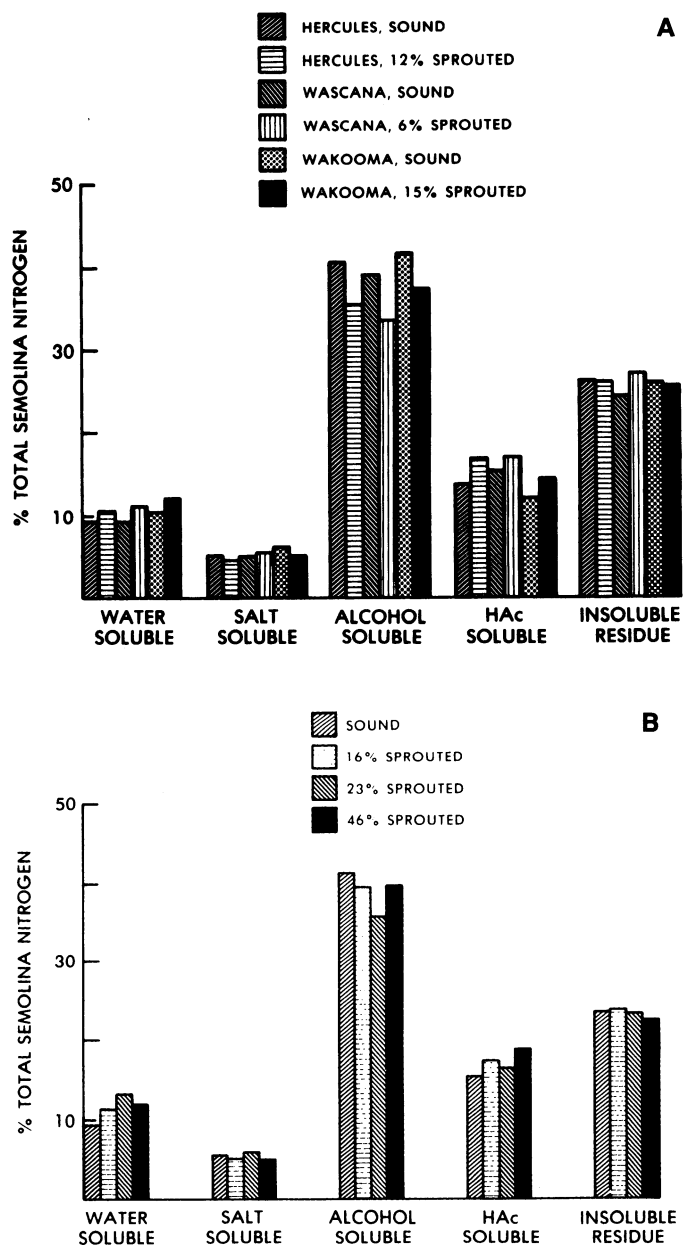 A
HERCULES, SOUND
HERCULES, 12% SPROUTED
WASCANA, SOUND
WASCANA, 6% SPROUTED
WAKOOMA, SOUND
WAKOOMA, 15% SPROUTED
% TOTAL SEMOLINA NITROGEN
50
30
10
WATER
SOLUBLE
SALT
SOLUBLE
ALCOHOL
SOLUBLE
HAc
SOLUBLE
INSOLUBLE
RESIDUE
B
SOUND
16% SPROUTED
23% SPROUTED
46% SPROUTED
% TOTAL SEMOLINA NITROGEN
50
30
10
WATER
SOLUBLE
SALT
SOLUBLE
ALCOHOL
SOLUBLE
HAc
SOLUBLE
INSOLUBLE
RESIDUE